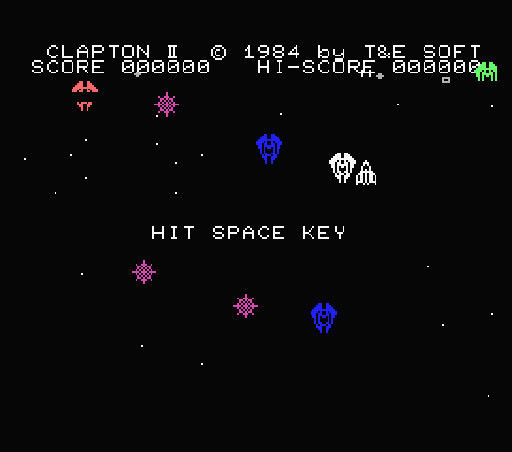 CLAPTON II © 1984 by T&E SOFT
SCORE 000000 HI-SCORE 000000
HIT SPACE KEY